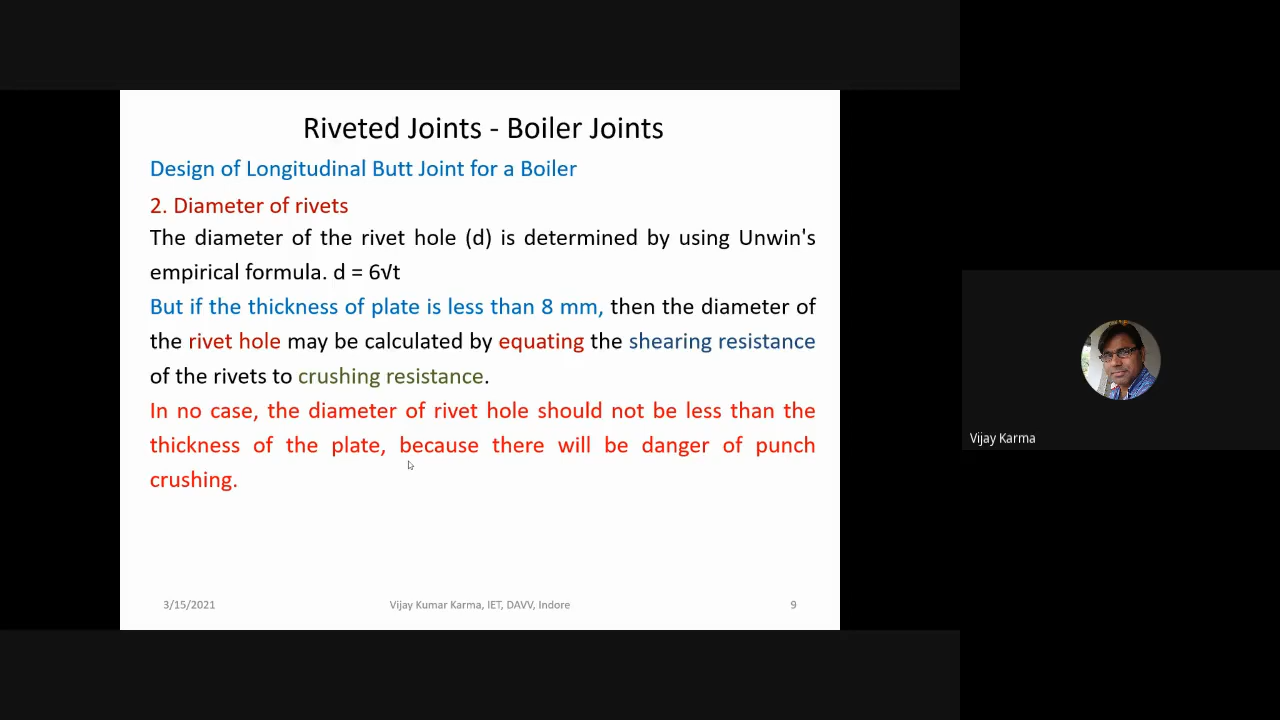 Riveted Joints - Boiler Joints
Design of Longitudinal Butt Joint for a Boiler
2. Diameter of rivets
The diameter of the rivet hole (d) is determined by using Unwin's
empirical formula. d = 6√t
But if the thickness of plate is less than 8 mm, then the diameter of
the rivet hole may be calculated by equating the shearing resistance
of the rivets to crushing resistance.
In no case, the diameter of rivet hole should not be less than the
thickness of the plate, because there will be danger of punch
crushing.
3/15/2021
Vijay Kumar Karma, IET, DAVV, Indore
9
Vijay Karma